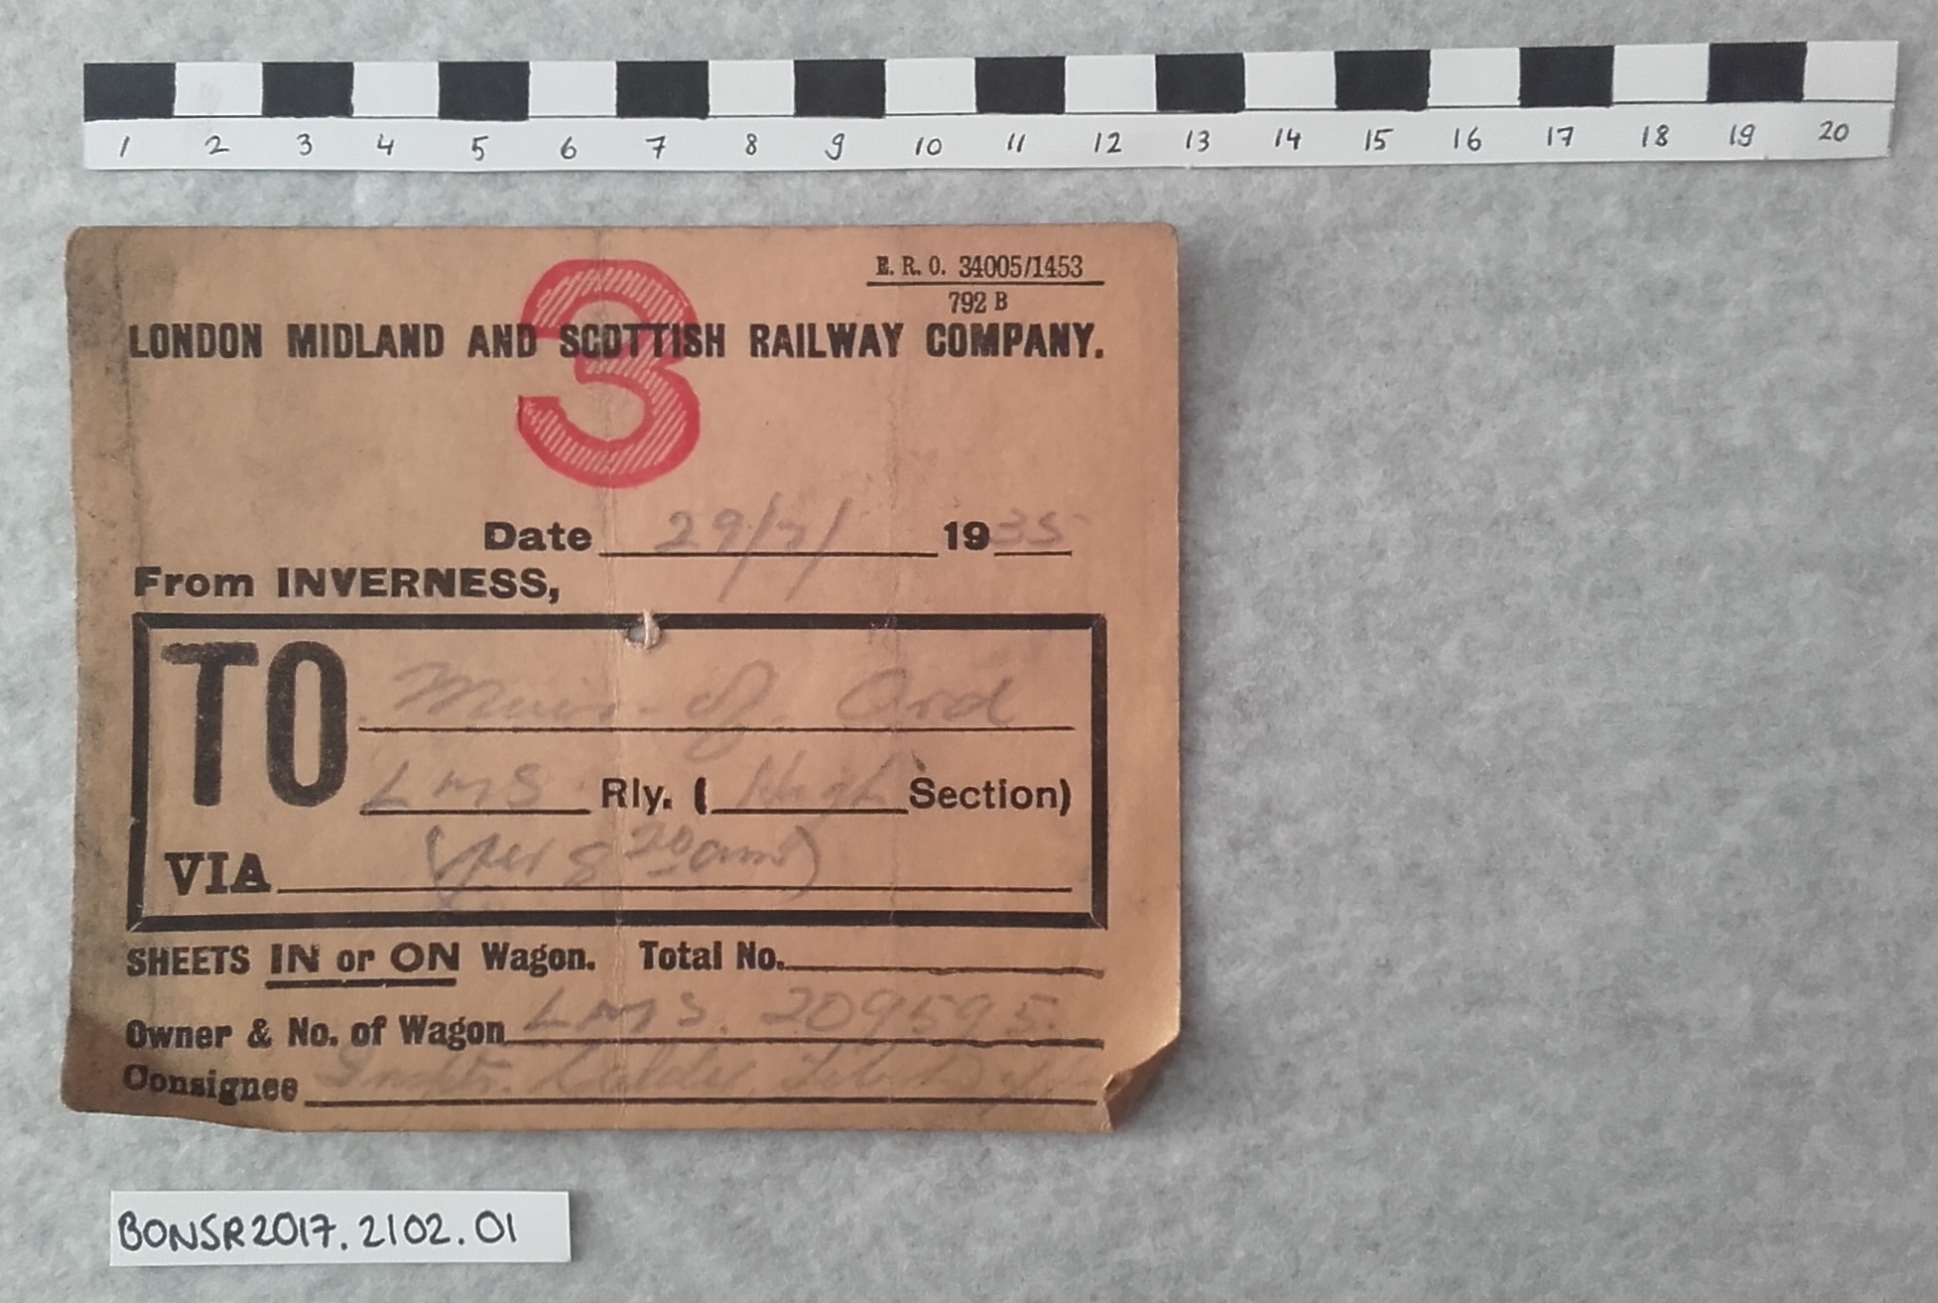 1 2 3 4 5 6 7 8 9 10 11 12 13 14 15 16 17 18 19 20
E. R. O. 34005/1453
792 B
3
LONDON MIDLAND AND SCOTTISH RAILWAY COMPANY.
Date 29/7/ 1935
From INVERNESS,
TO Muir of Ord
LMS Rly. (High Section)
VIA (per 8 20 am)
SHEETS IN or ON Wagon. Total No.
Owner & No. of Wagon LMS. 209595.
Consignee
BONSR2017.2102.01